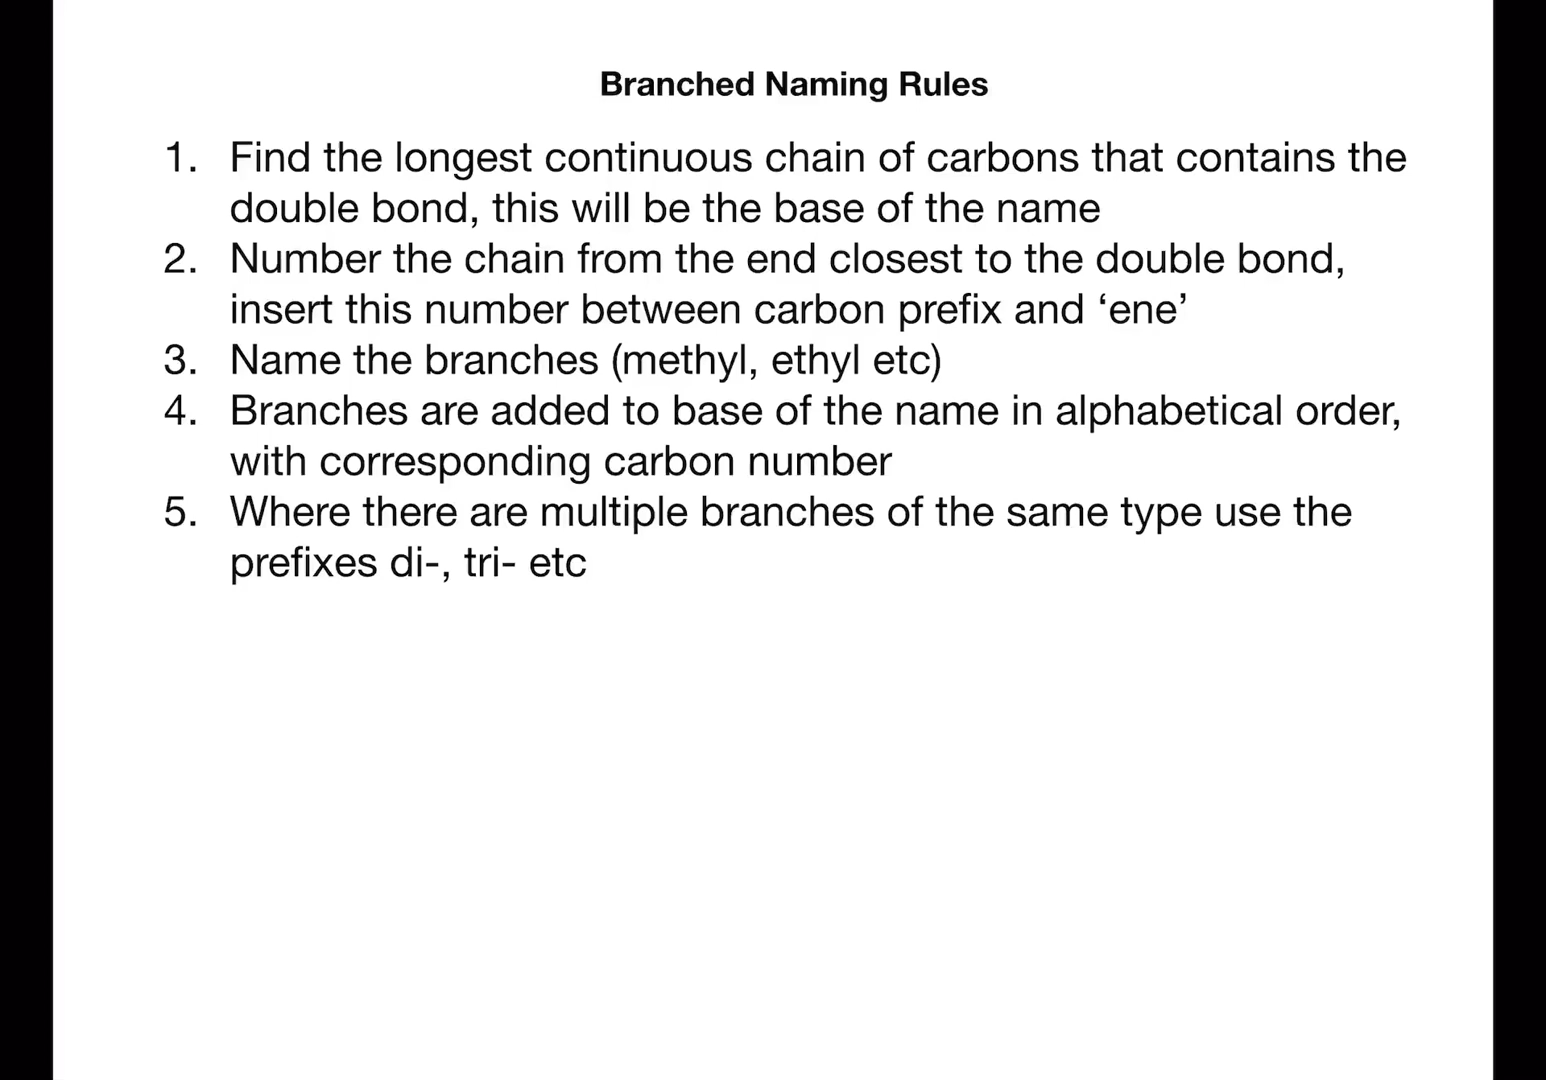 Branched Naming Rules
1. Find the longest continuous chain of carbons that contains the
double bond, this will be the base of the name
2. Number the chain from the end closest to the double bond,
insert this number between carbon prefix and ‘ene’
3. Name the branches (methyl, ethyl etc)
4. Branches are added to base of the name in alphabetical order,
with corresponding carbon number
5. Where there are multiple branches of the same type use the
prefixes di-, tri- etc